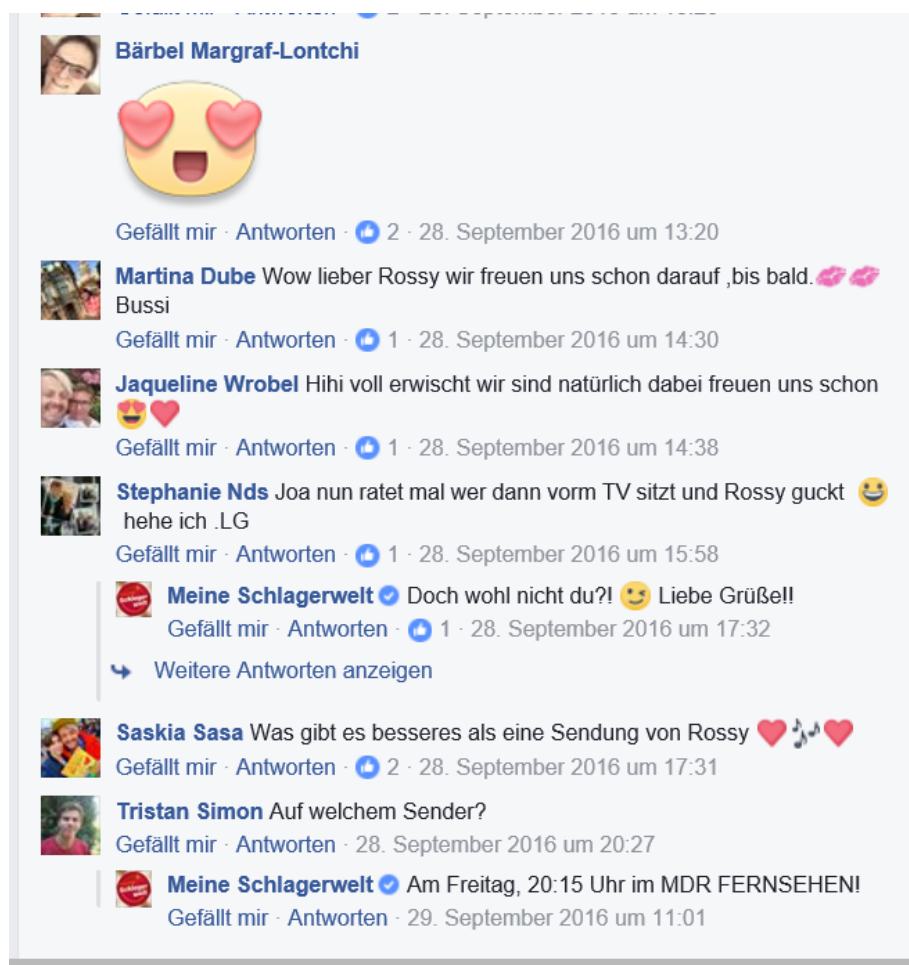 Bärbel Margraf-Lontchi
Gefällt mir · Antworten · 2 · 28. September 2016 um 13:20
Martina Dube Wow lieber Rossy wir freuen uns schon darauf ,bis bald.💋💋
Bussi
Gefällt mir · Antworten · 1 · 28. September 2016 um 14:30
Jaqueline Wrobel Hihi voll erwischt wir sind natürlich dabei freuen uns schon
😍❤
Gefällt mir · Antworten · 1 · 28. September 2016 um 14:38
Stephanie Nds Joa nun ratet mal wer dann vorm TV sitzt und Rossy guckt 😀
hehe ich .LG
Gefällt mir · Antworten · 1 · 28. September 2016 um 15:58
Meine Schlagerwelt Doch wohl nicht du?! 😉 Liebe Grüße!!
Gefällt mir · Antworten · 1 · 28. September 2016 um 17:32
Weitere Antworten anzeigen
Saskia Sasa Was gibt es besseres als eine Sendung von Rossy ❤🎶❤
Gefällt mir · Antworten · 2 · 28. September 2016 um 17:31
Tristan Simon Auf welchem Sender?
Gefällt mir · Antworten · 28. September 2016 um 20:27
Meine Schlagerwelt Am Freitag, 20:15 Uhr im MDR FERNSEHEN!
Gefällt mir · Antworten · 29. September 2016 um 11:01